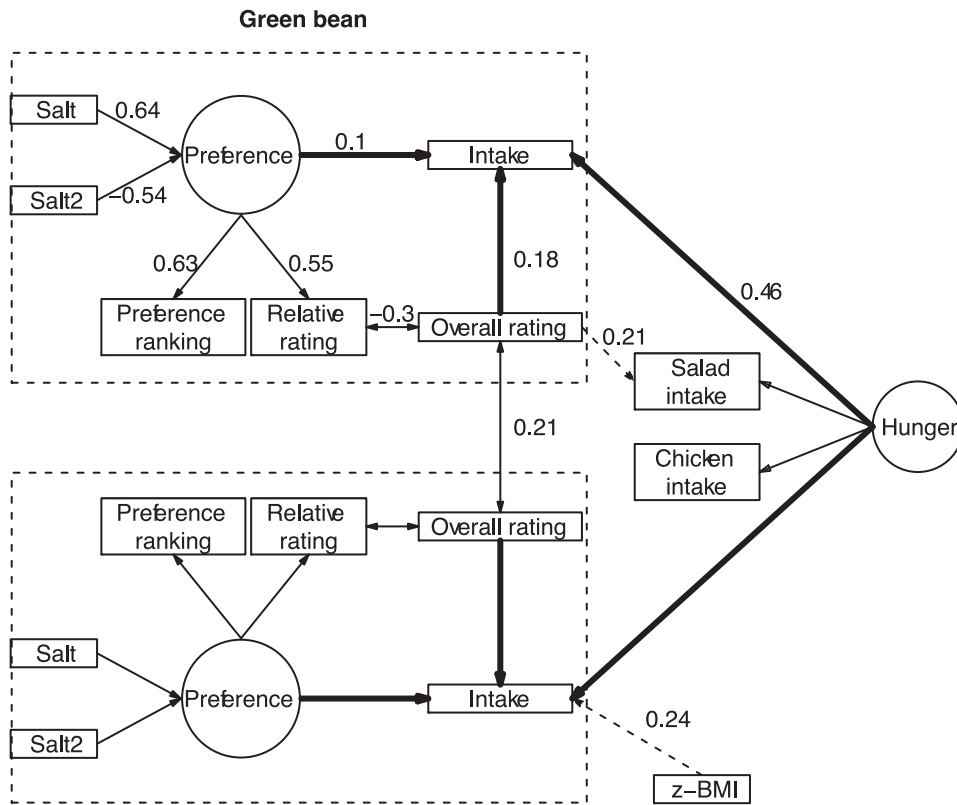 Green bean
Salt
0.64
Preference
0.1
Intake
Salt2
−0.54
0.63
0.55
0.18
0.46
Preference
ranking
Relative
rating
−0.3
Overall rating
0.21
Salad
intake
0.21
Hunger
Chicken
intake
Preference
ranking
Relative
rating
Overall rating
Salt
Preference
Intake
Salt2
0.24
z−BMI